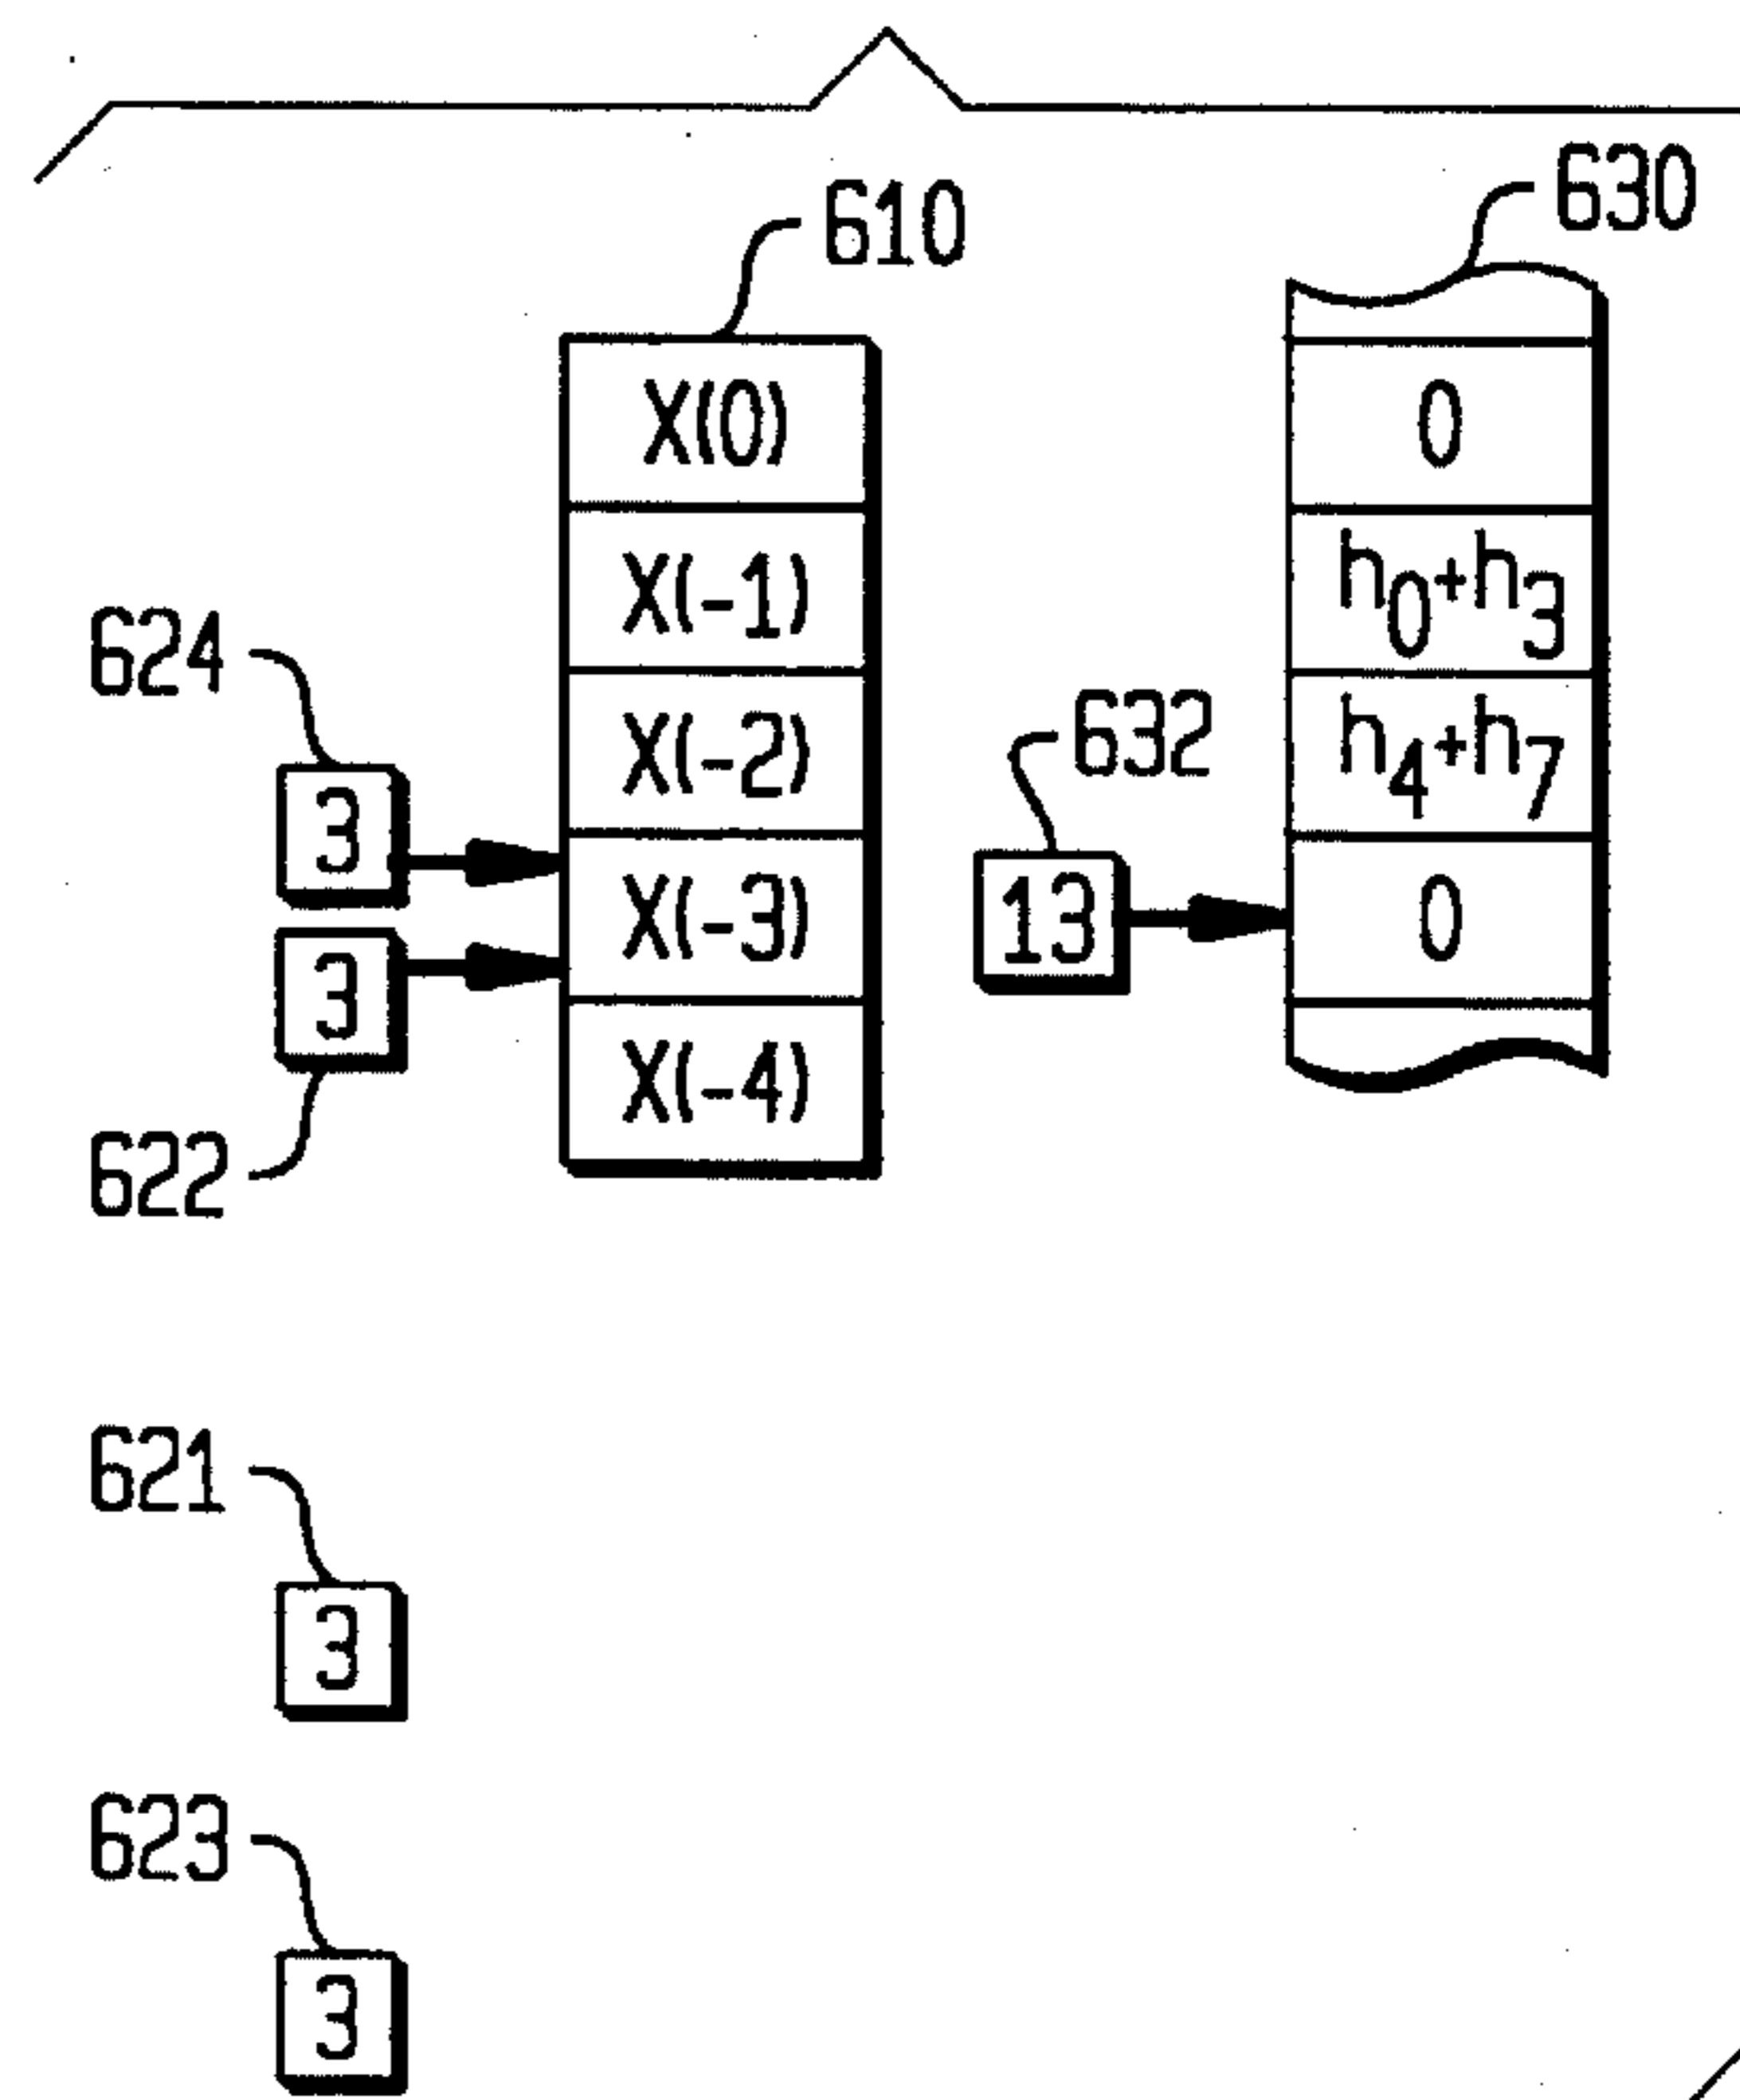 610
630
X(0)
X(-1)
X(-2)
X(-3)
X(-4)
624
3
3
622
632
13
0
h0+h3
h4+h7
0
621
3
623
3